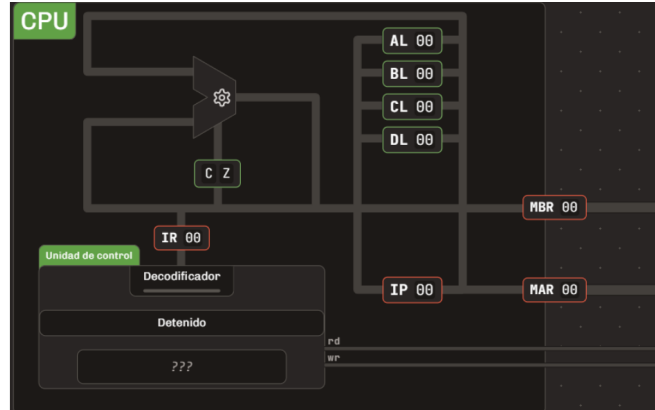 CPU
AL 00
BL 00
CL 00
DL 00
C Z
MBR 00
IR 00
Unidad de control
Decodificador
IP 00
MAR 00
Detenido
rd
wr
???